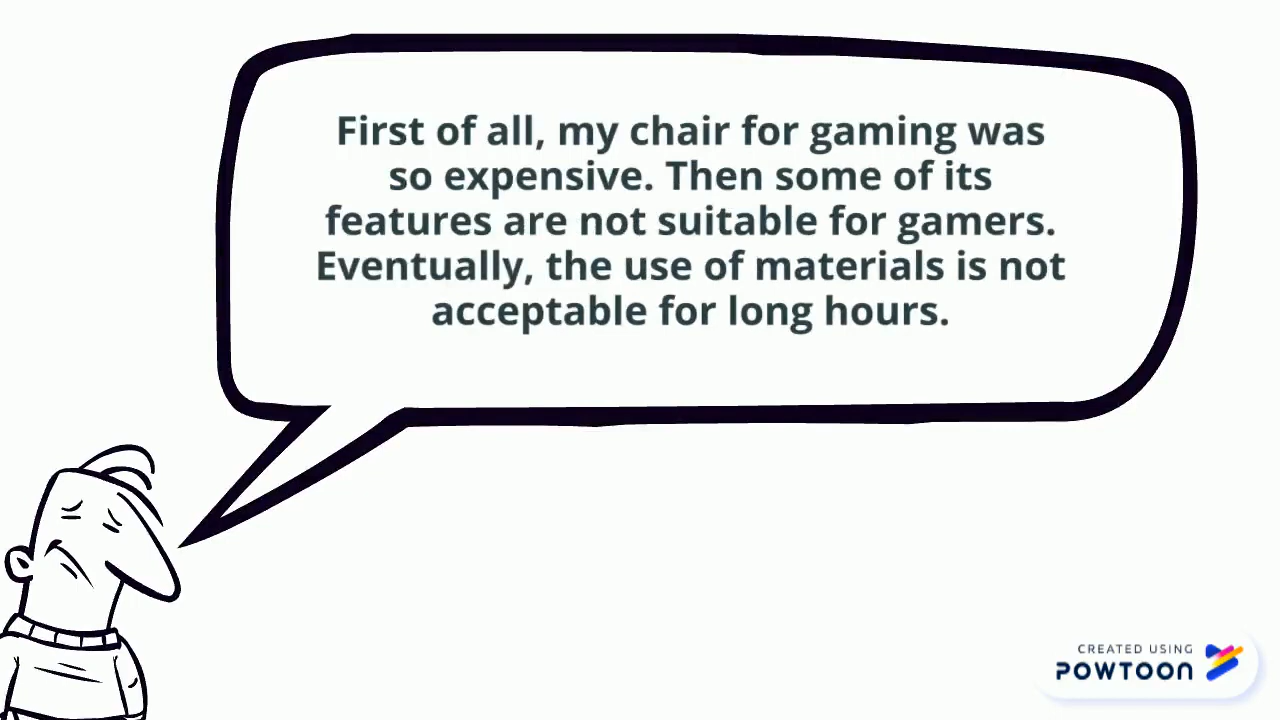 First of all, my chair for gaming was
so expensive. Then some of its
features are not suitable for gamers.
Eventually, the use of materials is not
acceptable for long hours.
CREATED USING
POWTOON